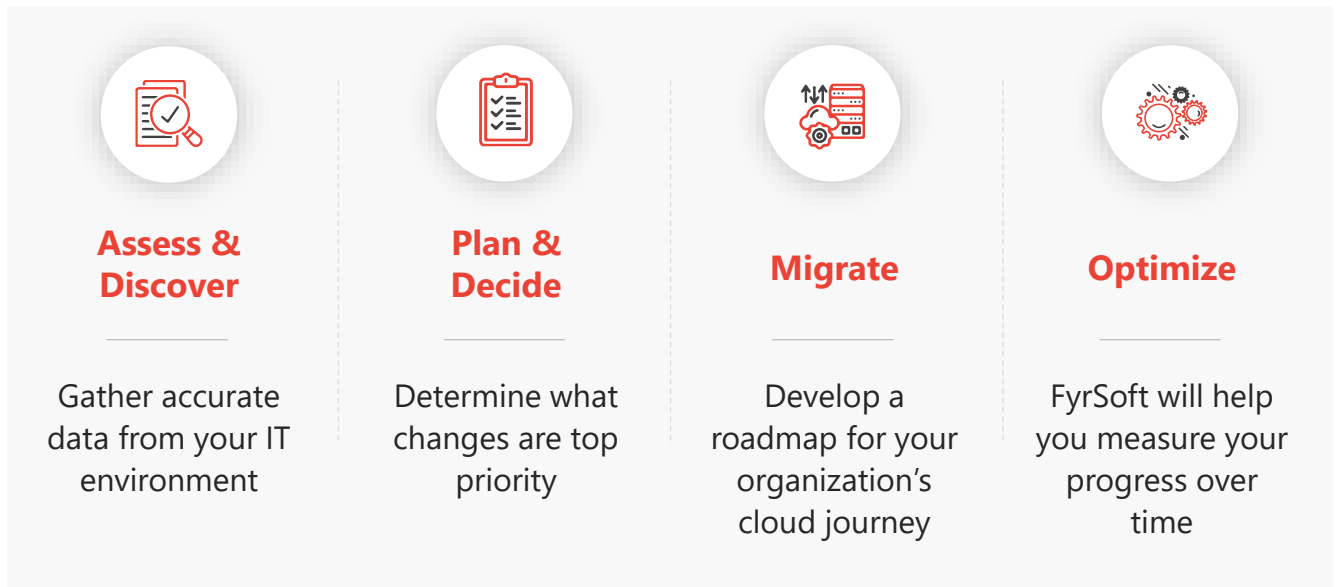 Assess &
Discover
Gather accurate
data from your IT
environment
Plan &
Decide
Determine what
changes are top
priority
Migrate
Develop a
roadmap for your
organization’s
cloud journey
Optimize
FyrSoft will help
you measure your
progress over
time